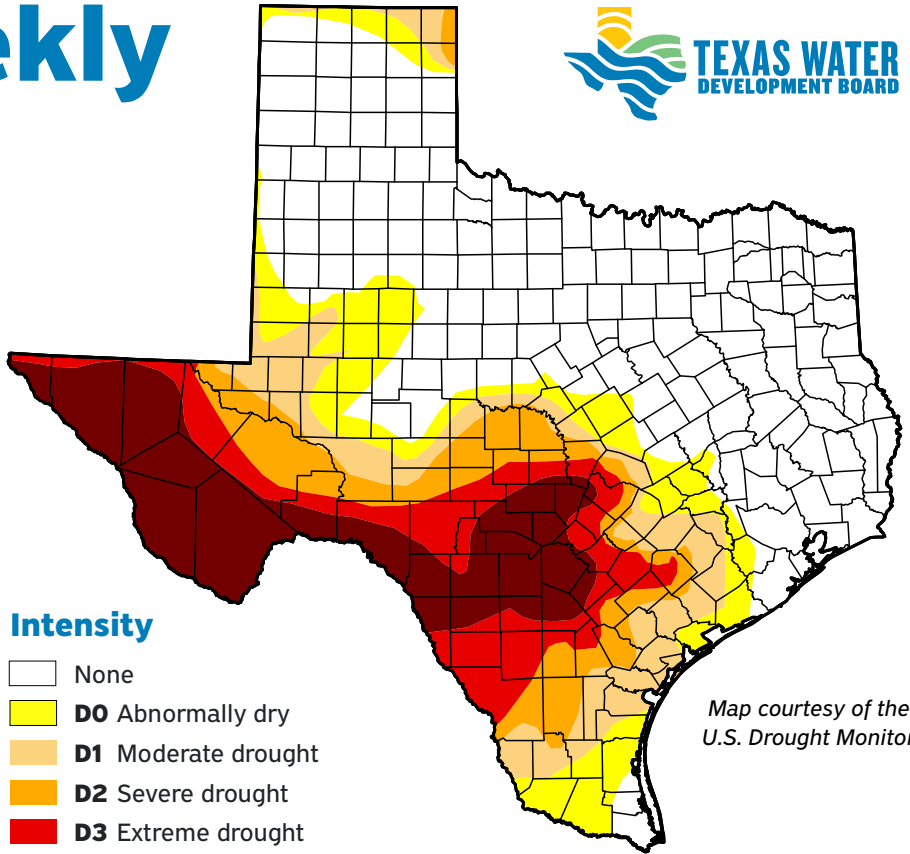 ekly
TEXAS WATER
DEVELOPMENT BOARD
Intensity
None
D0 Abnormally dry
D1 Moderate drought
D2 Severe drought
D3 Extreme drought
Map courtesy of the
U.S. Drought Monitor